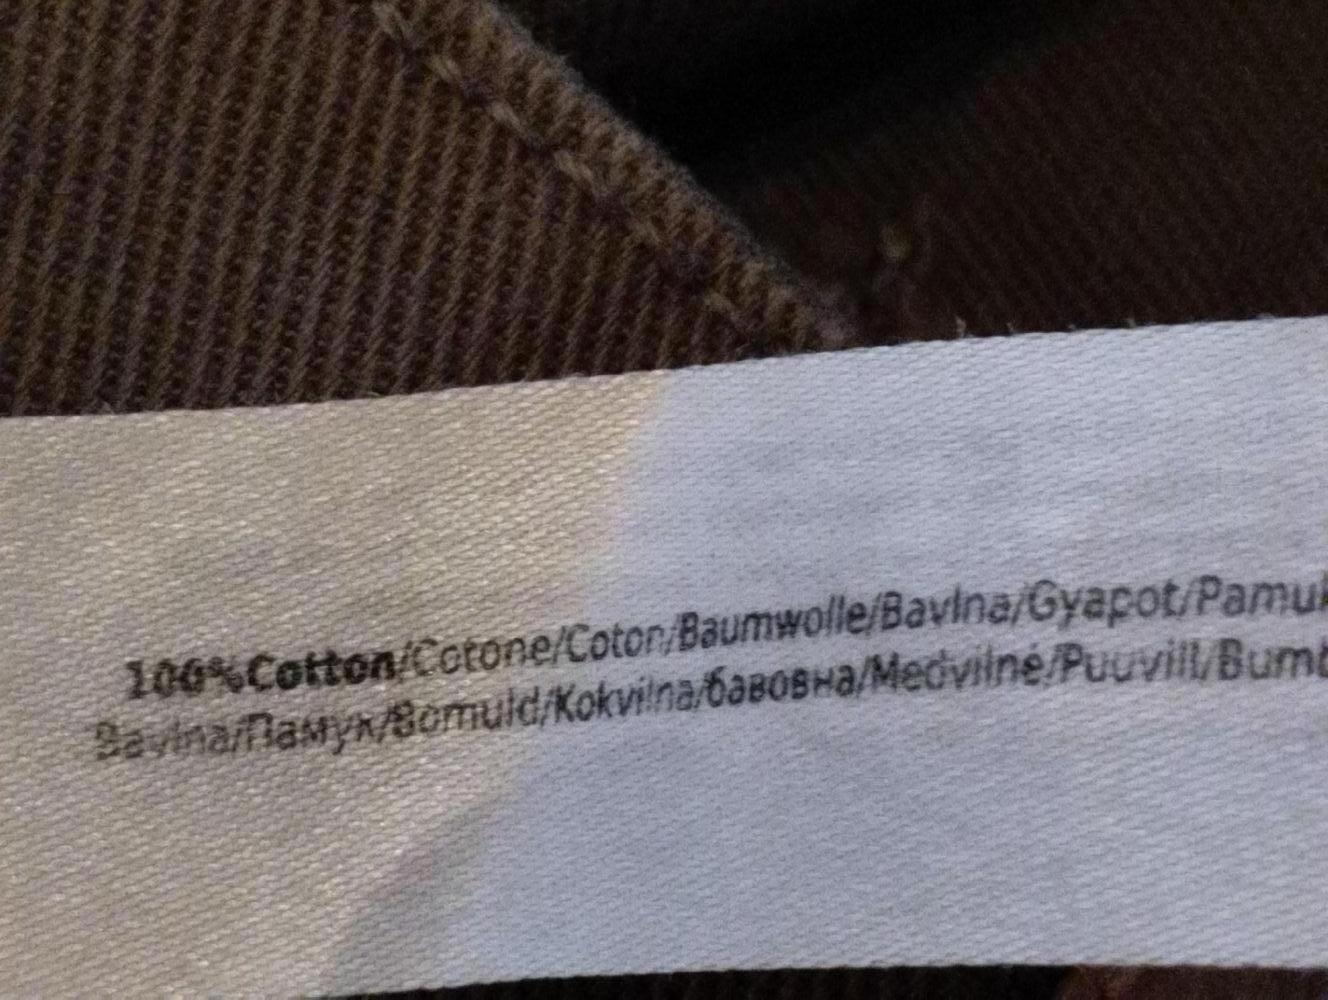 100%Cotton/Cotone/Coton/Baumwolle/Bavlna/Gyapot/Pamuk
Bavlna/Памук/Bomuld/Kokvilna/бавовна/Medvilnė/Puuvill/Bumb